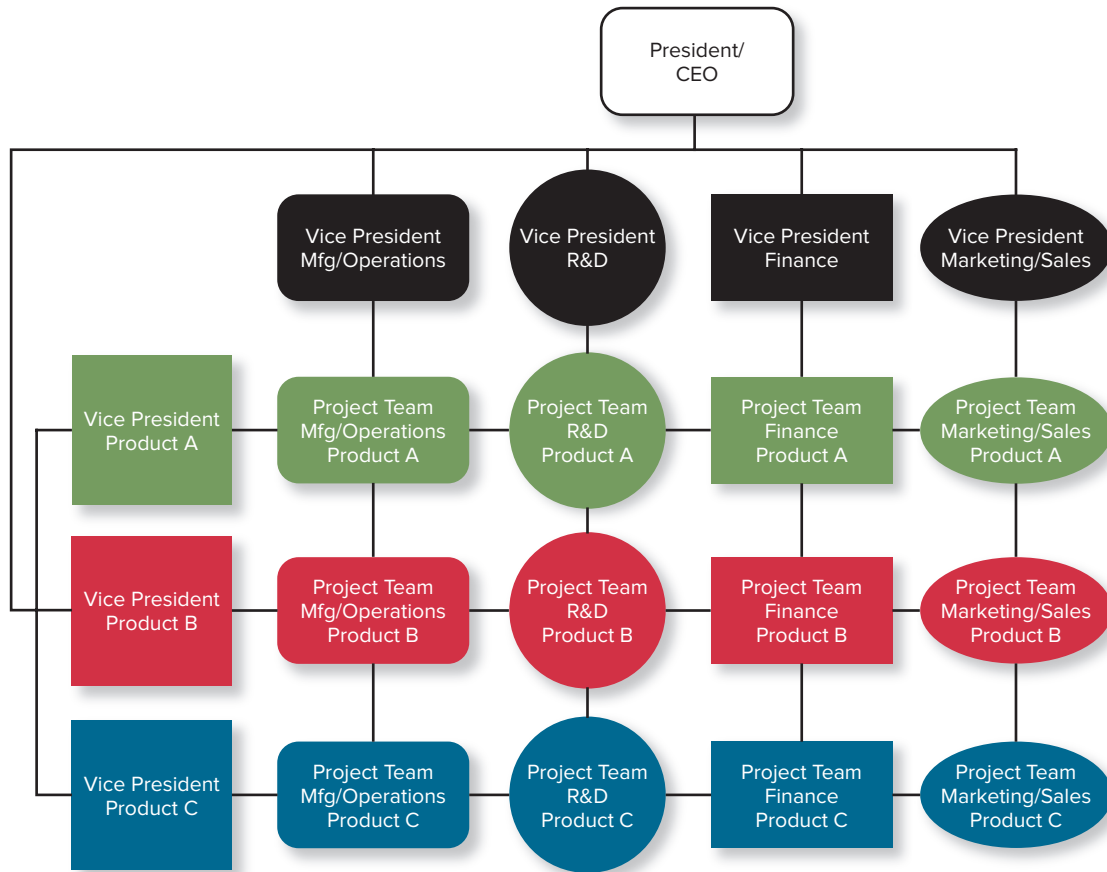 President/
CEO
Vice President
Mfg/Operations
Vice President
R&D
Vice President
Finance
Vice President
Marketing/Sales
Vice President
Product A
Project Team
Mfg/Operations
Product A
Project Team
R&D
Product A
Project Team
Finance
Product A
Project Team
Marketing/Sales
Product A
Vice President
Product B
Project Team
Mfg/Operations
Product B
Project Team
R&D
Product B
Project Team
Finance
Product B
Project Team
Marketing/Sales
Product B
Vice President
Product C
Project Team
Mfg/Operations
Product C
Project Team
R&D
Product C
Project Team
Finance
Product C
Project Team
Marketing/Sales
Product C